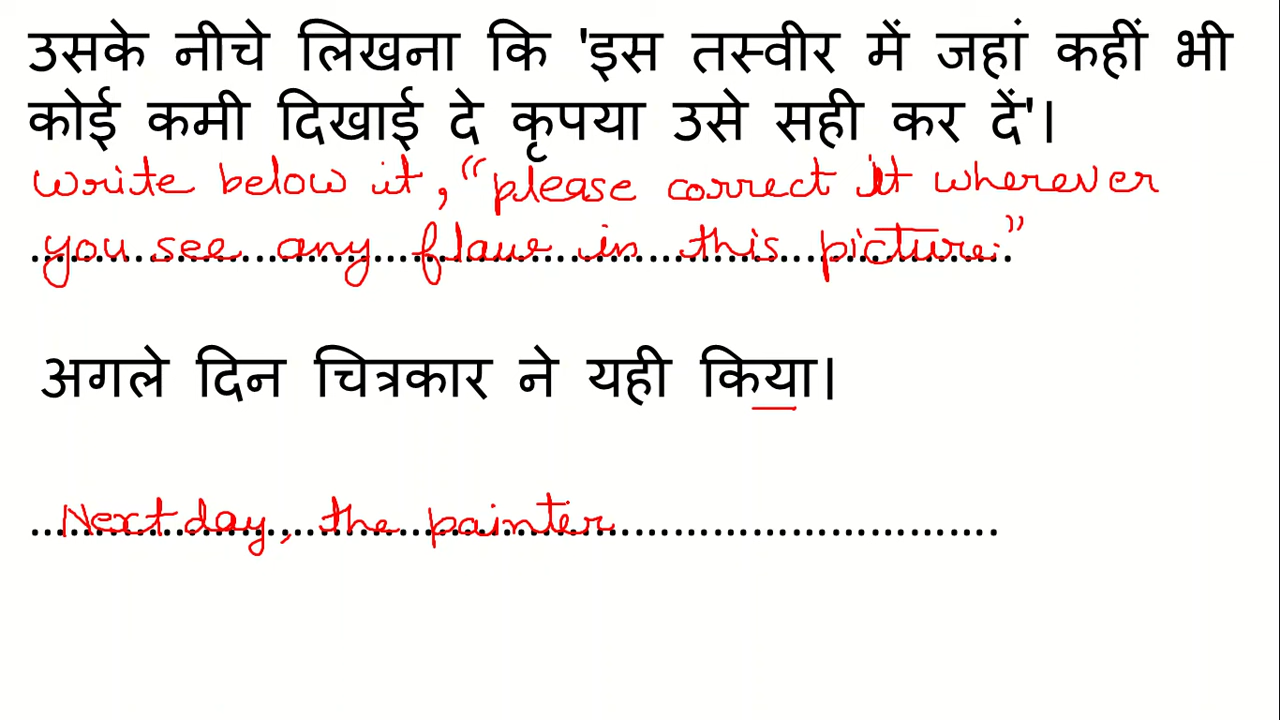 उसके नीचे लिखना कि 'इस तस्वीर में जहां कहीं भी
कोई कमी दिखाई दे कृपया उसे सही कर दें'।
write below it, "please correct it wherever
you see any flaw in this picture."
अगले दिन चित्रकार ने यही किया।
Next day, the painter